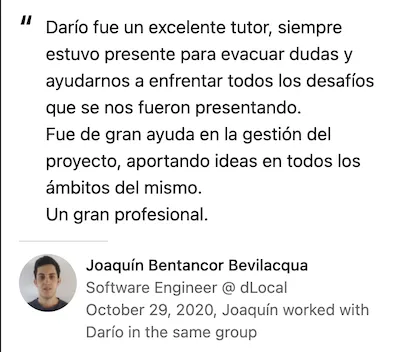 “ Darío fue un excelente tutor, siempre
estuvo presente para evacuar dudas y
ayudarnos a enfrentar todos los desafíos
que se nos fueron presentando.
Fue de gran ayuda en la gestión del
proyecto, aportando ideas en todos los
ámbitos del mismo.
Un gran profesional.
Joaquín Bentancor Bevilacqua
Software Engineer @ dLocal
October 29, 2020, Joaquín worked with
Darío in the same group